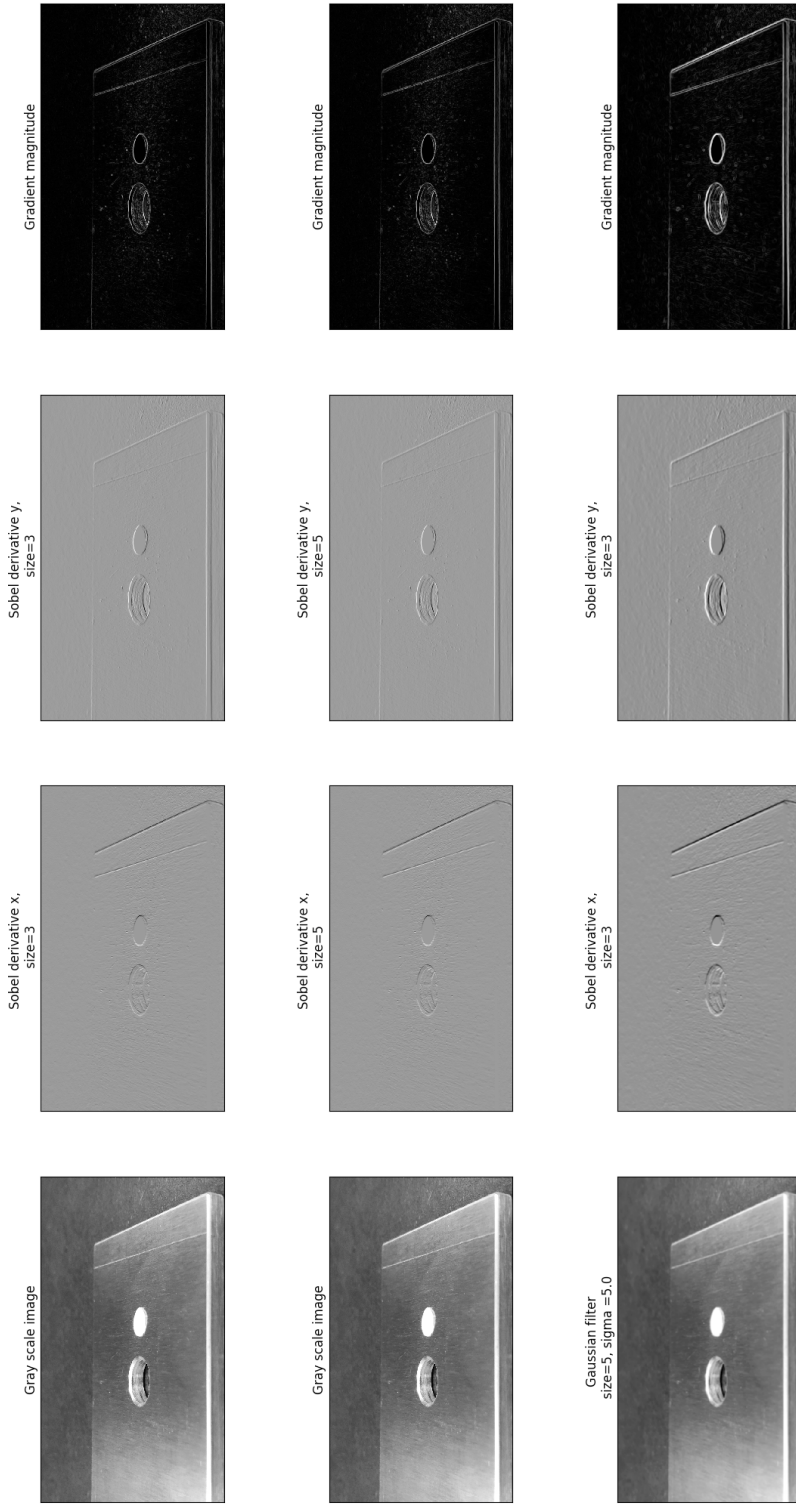 Gray scale image
Sobel derivative x,
size=3
Sobel derivative y,
size=3
Gradient magnitude
Gray scale image
Sobel derivative x,
size=5
Sobel derivative y,
size=5
Gradient magnitude
Gaussian filter
size=5, sigma =5.0
Sobel derivative x,
size=3
Sobel derivative y,
size=3
Gradient magnitude